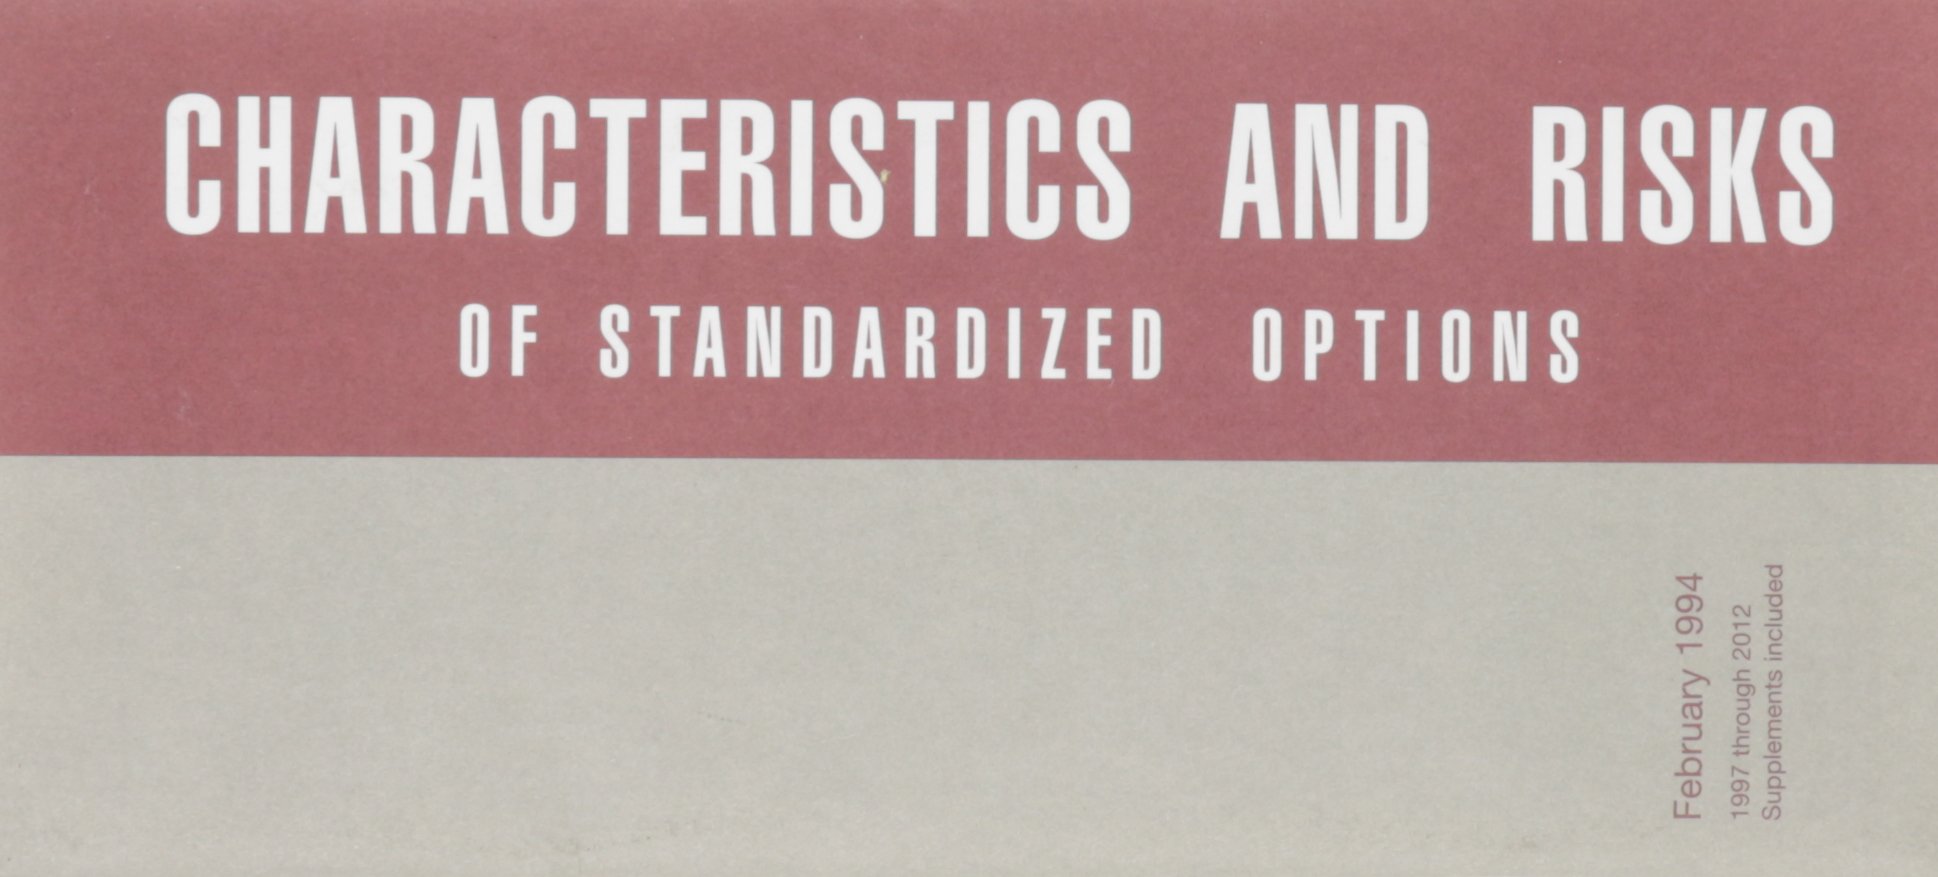 CHARACTERISTICS AND RISKS
OF STANDARDIZED OPTIONS
February 1994
1997 through 2012
Supplements included